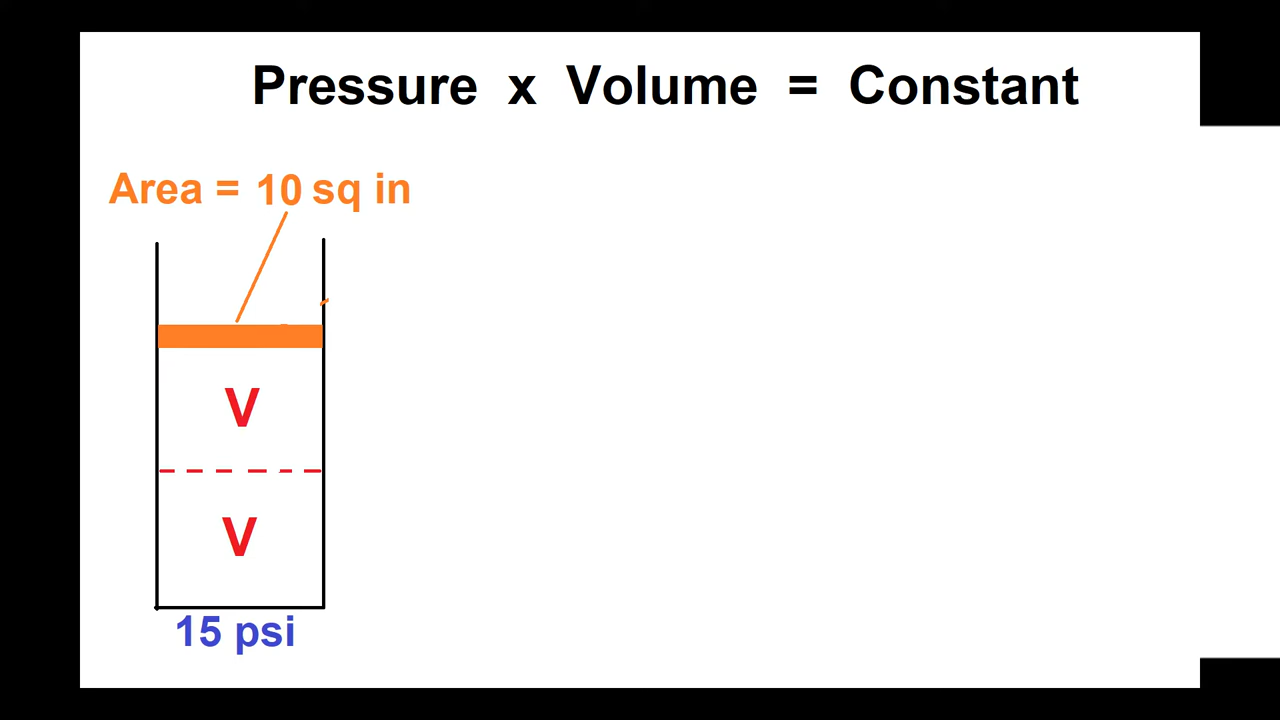 Pressure x Volume = Constant
Area = 10 sq in
V
V
15 psi